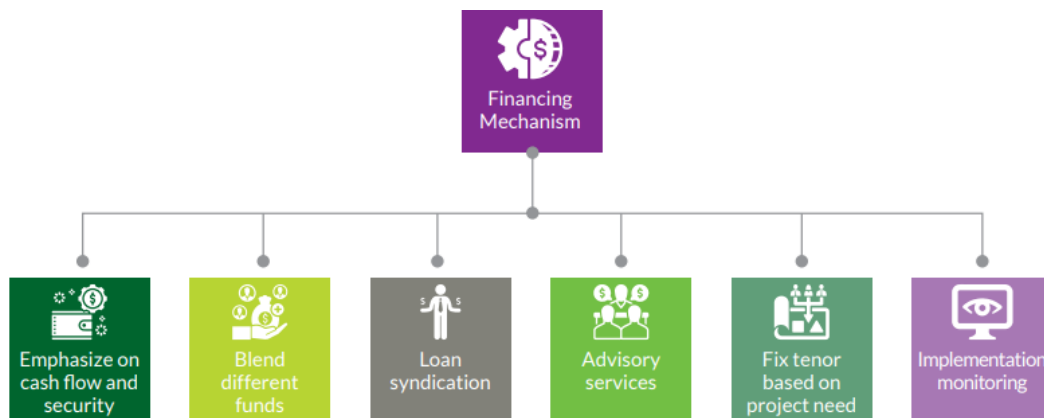 Financing
Mechanism
Emphasize on
cash flow and
security
Blend
different
funds
Loan
syndication
Advisory
services
Fix tenor
based on
project need
Implementation
monitoring